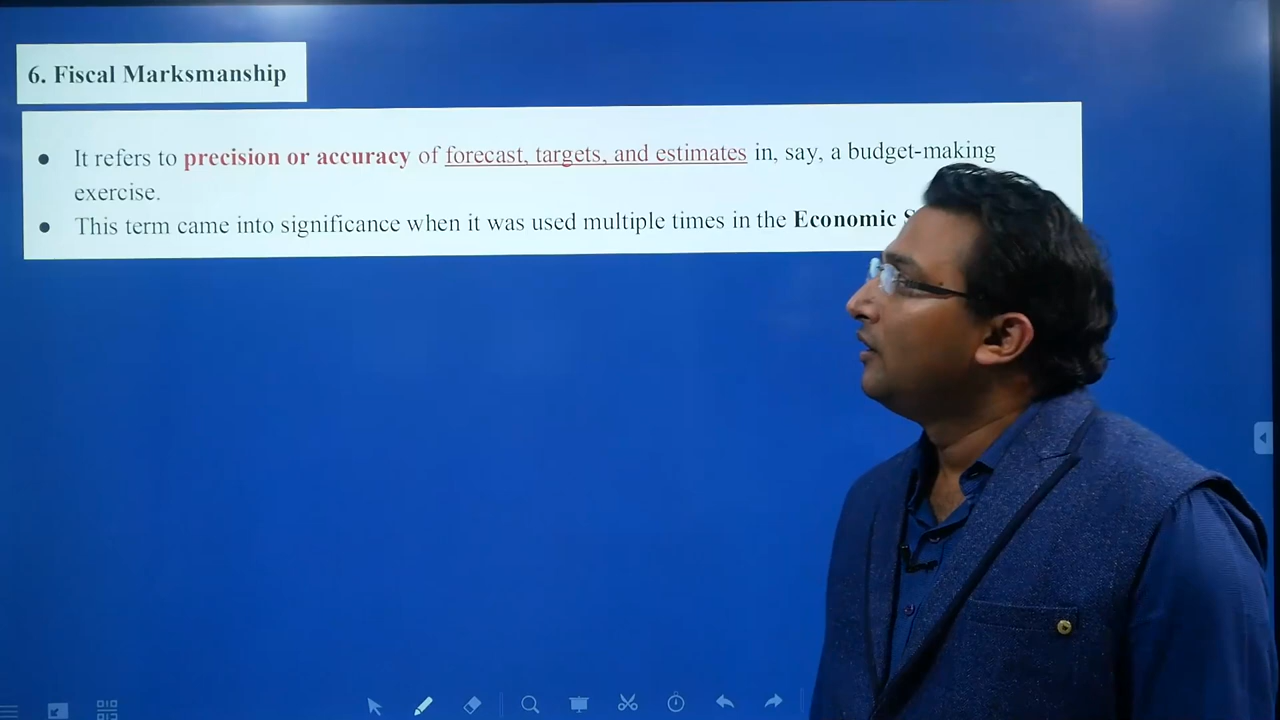 6. Fiscal Marksmanship
● It refers to precision or accuracy of forecast, targets, and estimates in, say, a budget-making
exercise.
● This term came into significance when it was used multiple times in the Economic